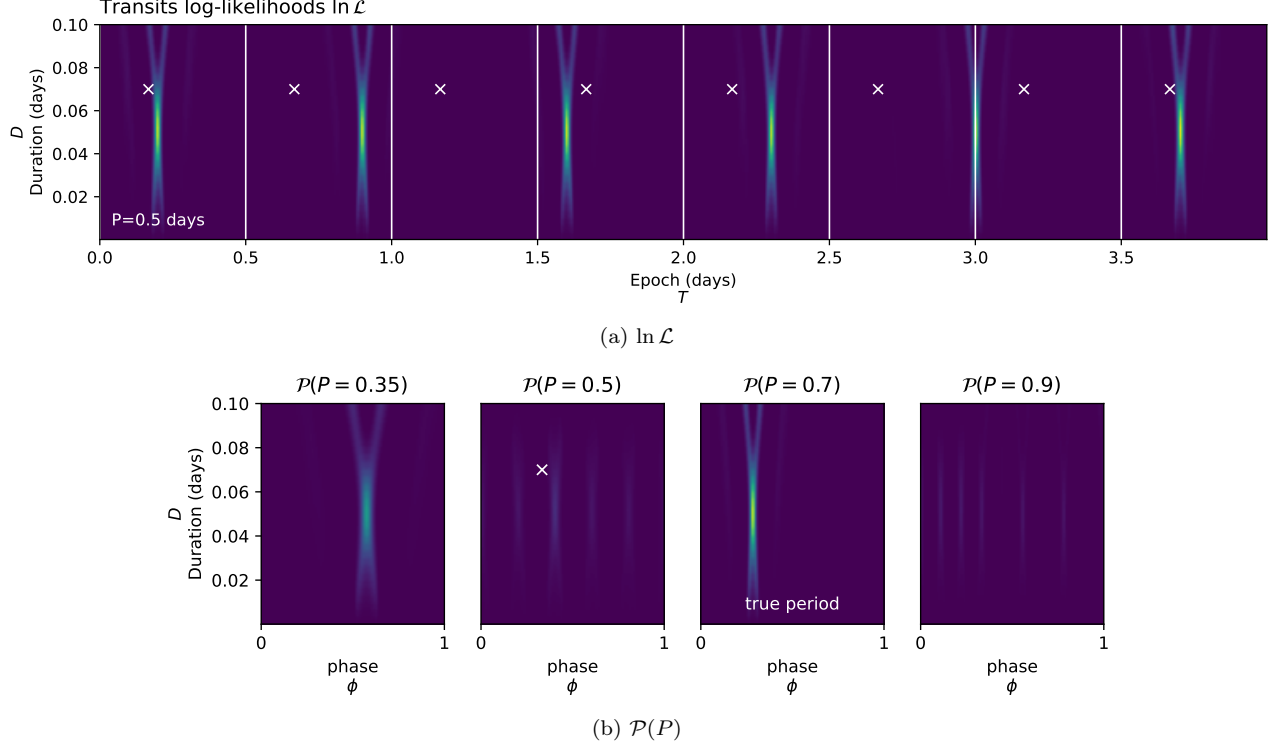 Transits log-likelihoods ln ℒ
0.10
0.08
0.06
0.04
0.02
D
Duration (days)
P=0.5 days
0.0 0.5 1.0 1.5 2.0 2.5 3.0 3.5
Epoch (days)
T
(a) ln ℒ
𝒫(P = 0.35) 𝒫(P = 0.5) 𝒫(P = 0.7) 𝒫(P = 0.9)
0.10
0.08
0.06
0.04
0.02
D
Duration (days)
true period
0 1 0 1 0 1 0 1
phase phase phase phase
ϕ ϕ ϕ ϕ
(b) 𝒫(P)